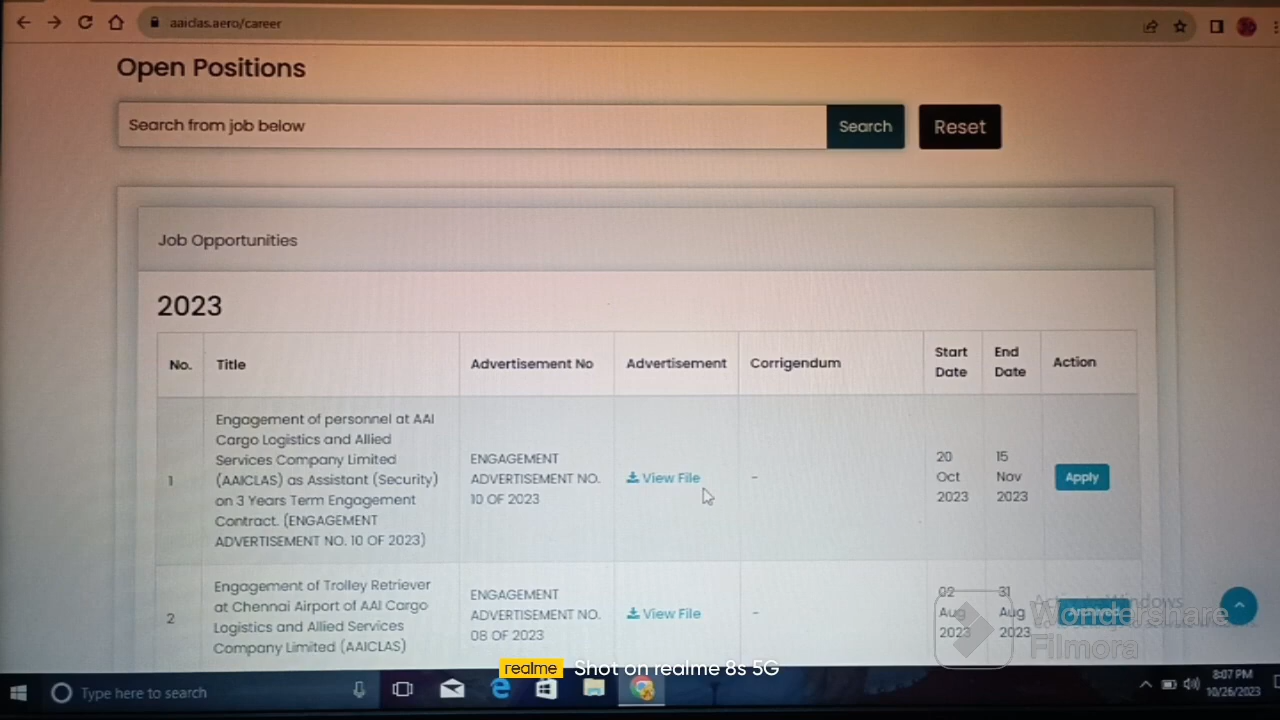 aaiclas.aero/career
Open Positions
Search from job below
Search
Reset
Job Opportunities
2023
No.
Title
Advertisement No
Advertisement
Corrigendum
Start
Date
End
Date
Action
1
Engagement of personnel at AAI
Cargo Logistics and Allied
Services Company Limited
(AAICLAS) as Assistant (Security)
on 3 Years Term Engagement
Contract. (ENGAGEMENT
ADVERTISEMENT NO. 10 OF 2023)
ENGAGEMENT
ADVERTISEMENT NO.
10 OF 2023
View File
-
20
Oct
2023
15
Nov
2023
Apply
2
Engagement of Trolley Retriever
at Chennai Airport of AAI Cargo
Logistics and Allied Services
Company Limited (AAICLAS)
ENGAGEMENT
ADVERTISEMENT NO.
08 OF 2023
View File
-
02
Aug
2023
31
Aug
2023
Windows
Wondershare
Filmora
realme Shot on realme 8s 5G
Type here to search
8:07 PM
10/26/2023